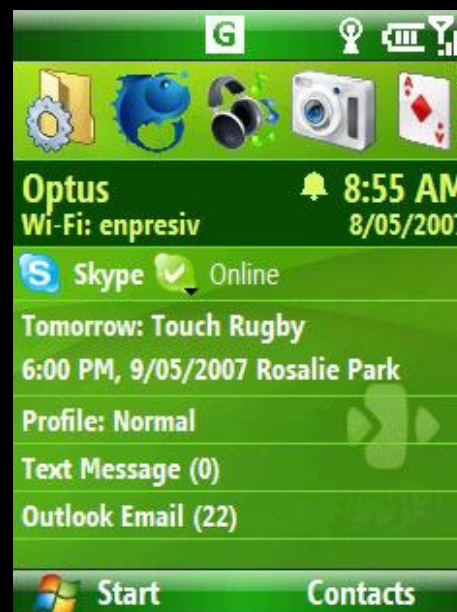 G
Optus 8:55 AM
Wi-Fi: enpresiv 8/05/2007
S Skype Online
Tomorrow: Touch Rugby
6:00 PM, 9/05/2007 Rosalie Park
Profile: Normal
Text Message (0)
Outlook Email (22)
Start Contacts